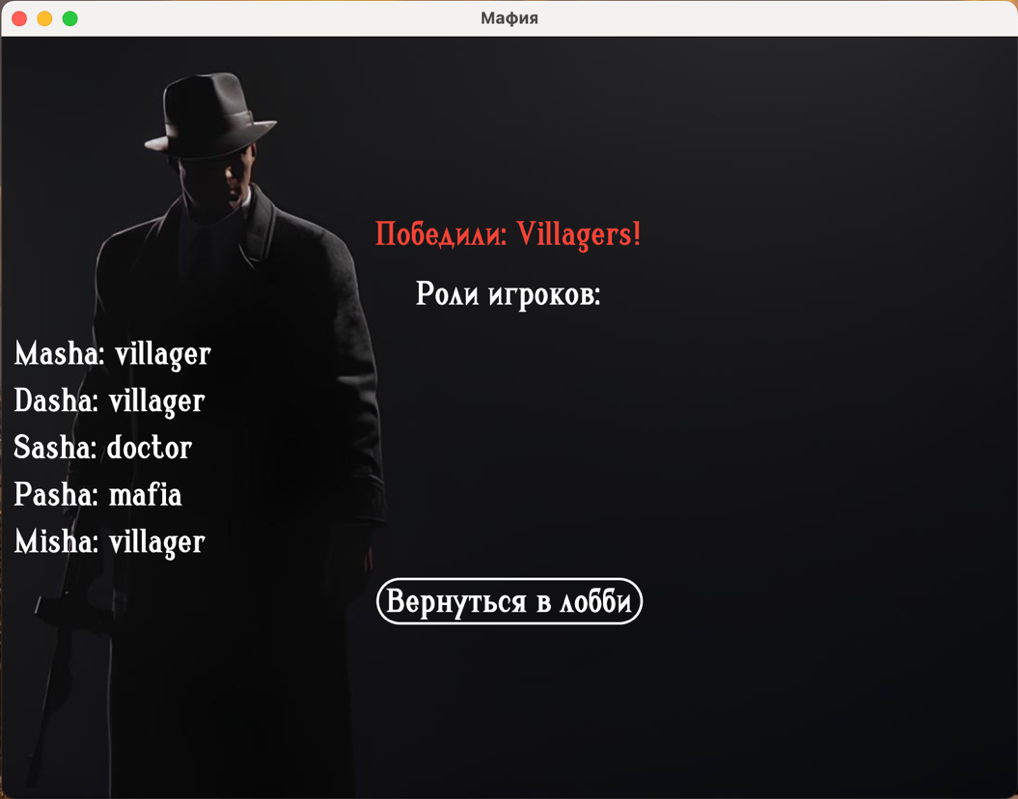 Мафия
Победили: Villagers!
Роли игроков:
Masha: villager
Dasha: villager
Sasha: doctor
Pasha: mafia
Misha: villager
Вернуться в лобби